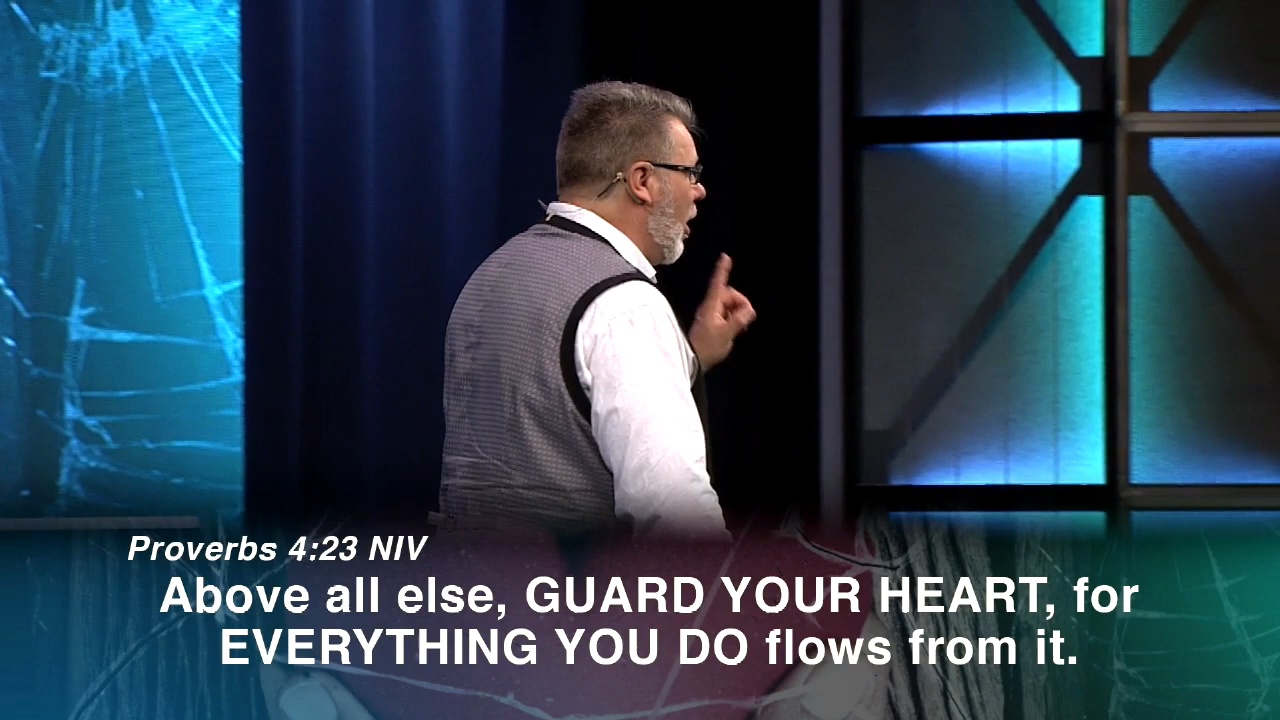 Proverbs 4:23 NIV
Above all else, GUARD YOUR HEART, for
EVERYTHING YOU DO flows from it.